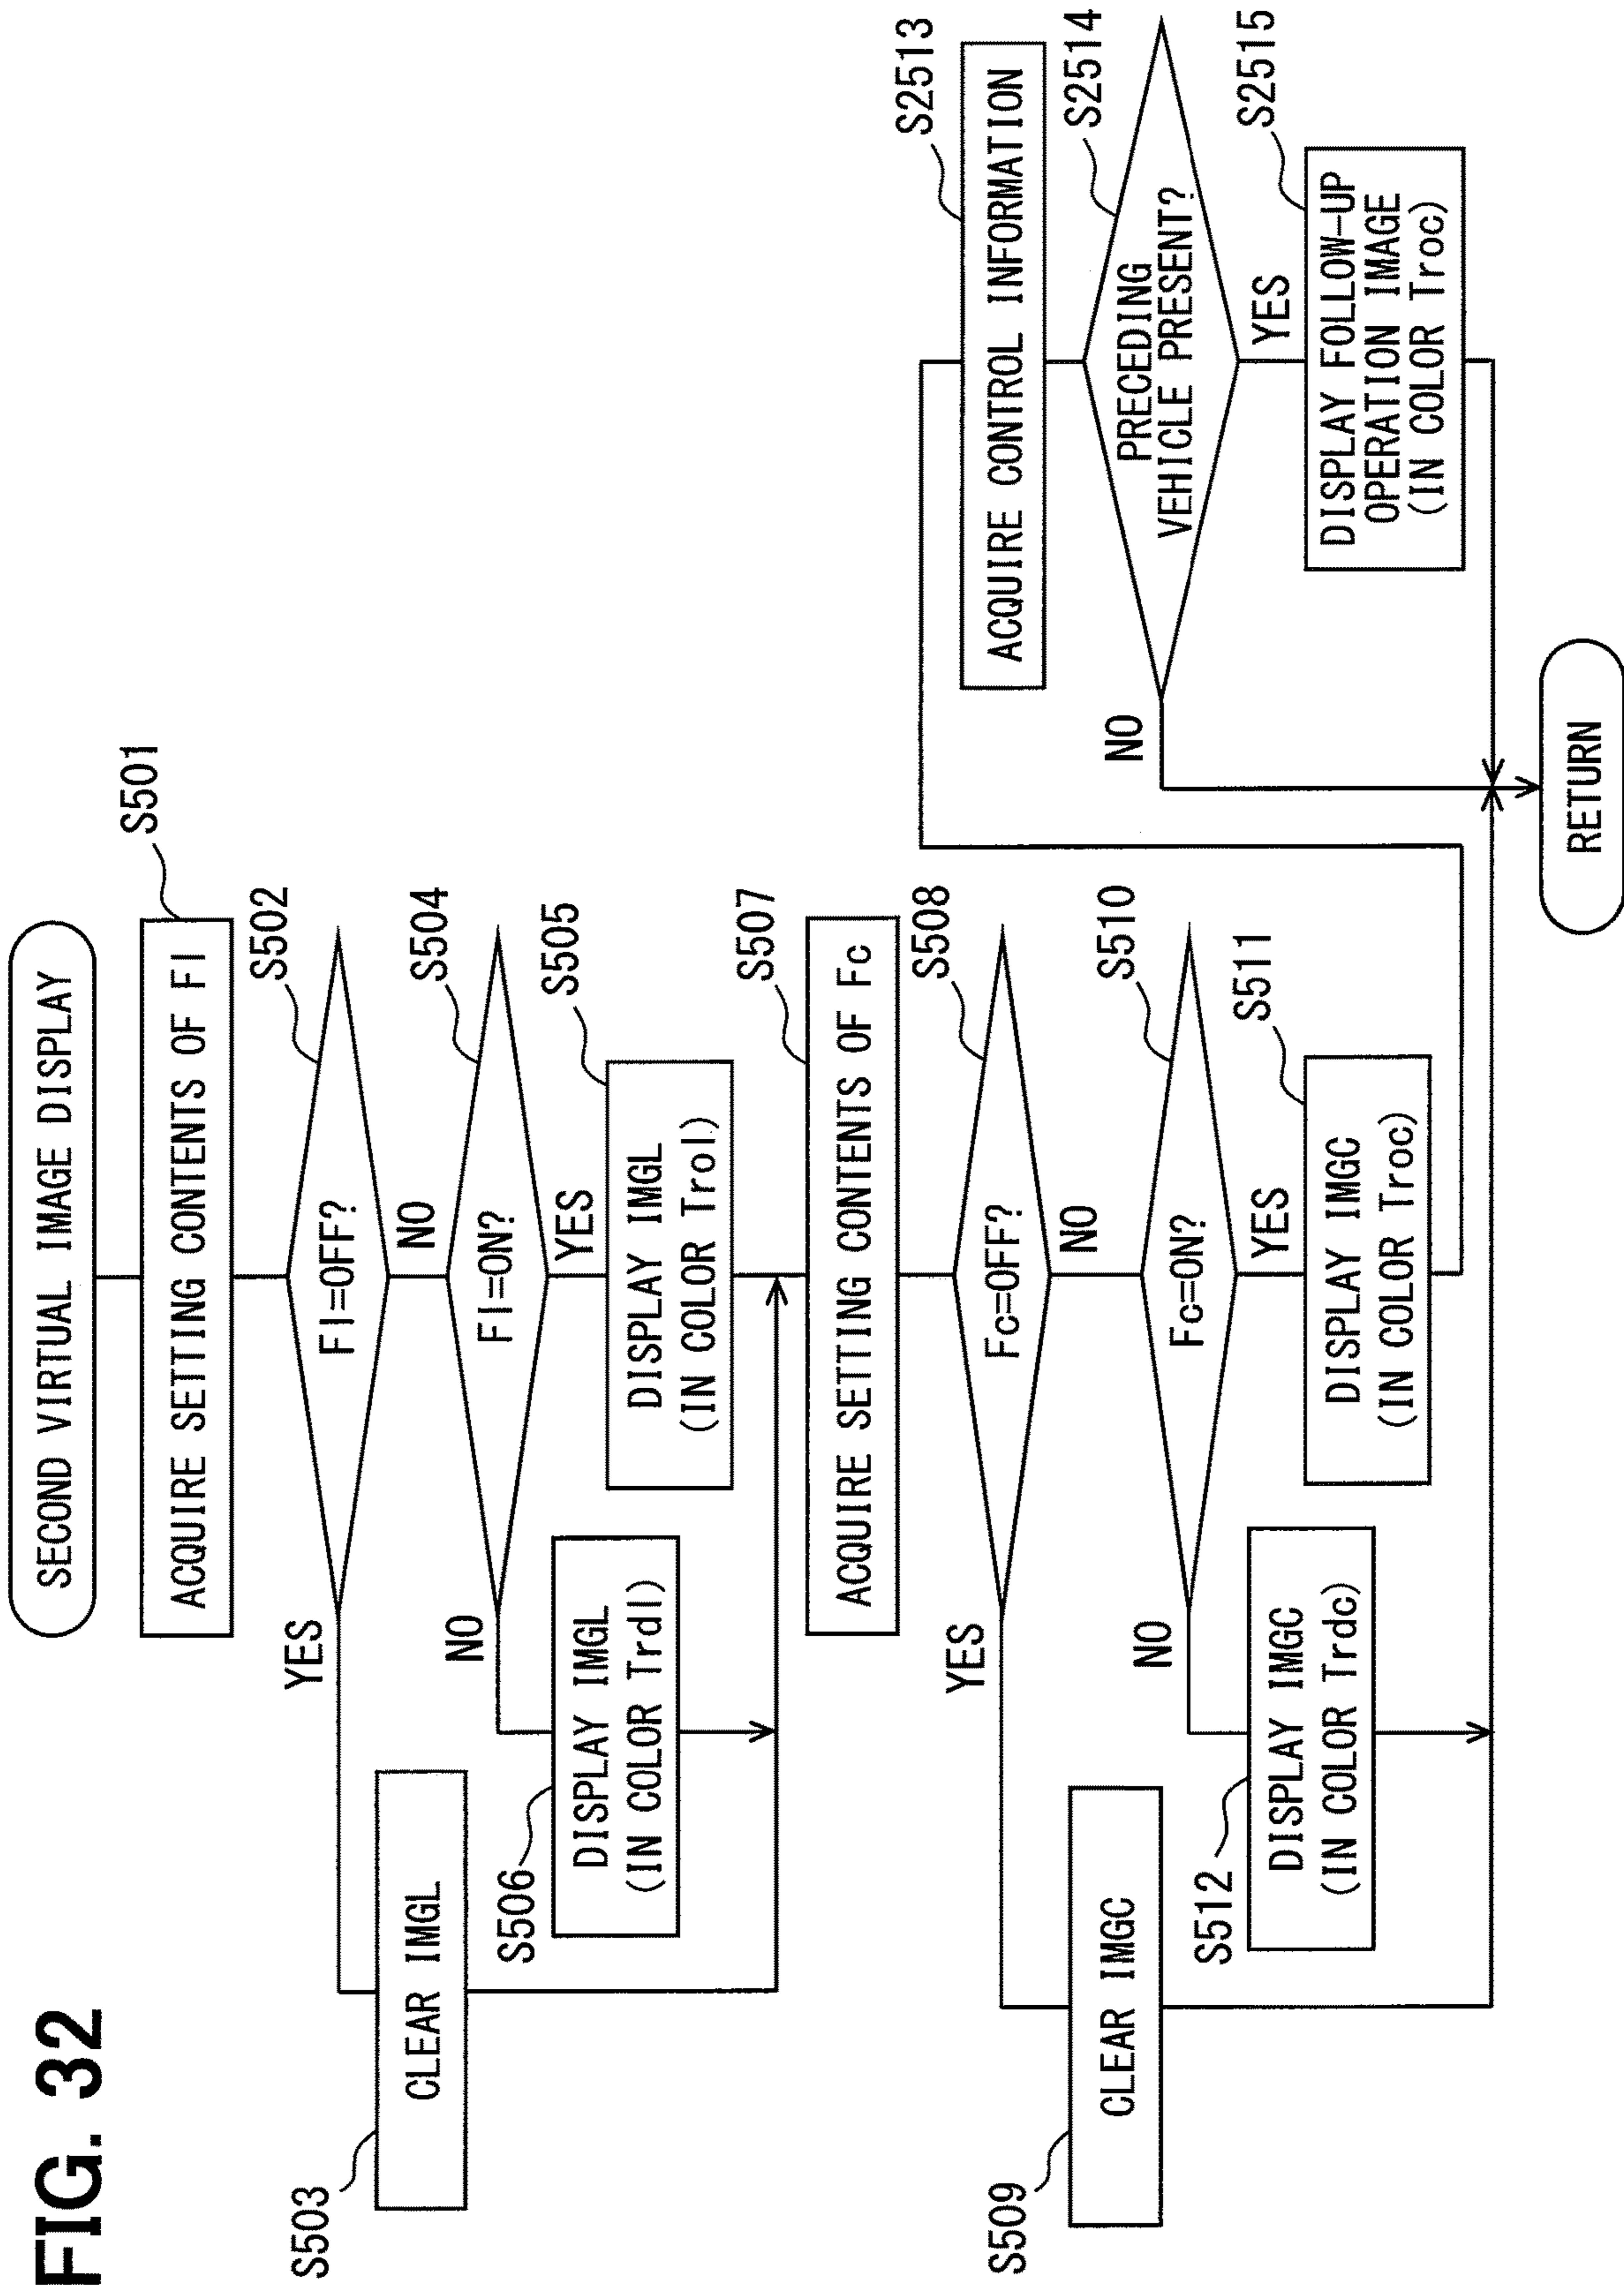 FIG. 32
SECOND VIRTUAL IMAGE DISPLAY
S501
ACQUIRE SETTING CONTENTS OF Fl
S502
Fl=OFF?
YES
NO
S503
CLEAR IMGL
S504
Fl=ON?
NO
YES
S505
DISPLAY IMGL
(IN COLOR Trol)
S506
DISPLAY IMGL
(IN COLOR Trdl)
S507
ACQUIRE SETTING CONTENTS OF Fc
S508
Fc=OFF?
YES
NO
S509
CLEAR IMGC
S510
Fc=ON?
NO
YES
S511
DISPLAY IMGC
(IN COLOR Troc)
S512
DISPLAY IMGC
(IN COLOR Trdc)
S2513
ACQUIRE CONTROL INFORMATION
S2514
PRECEDING
VEHICLE PRESENT?
NO
YES
S2515
DISPLAY FOLLOW-UP
OPERATION IMAGE
(IN COLOR Troc)
RETURN